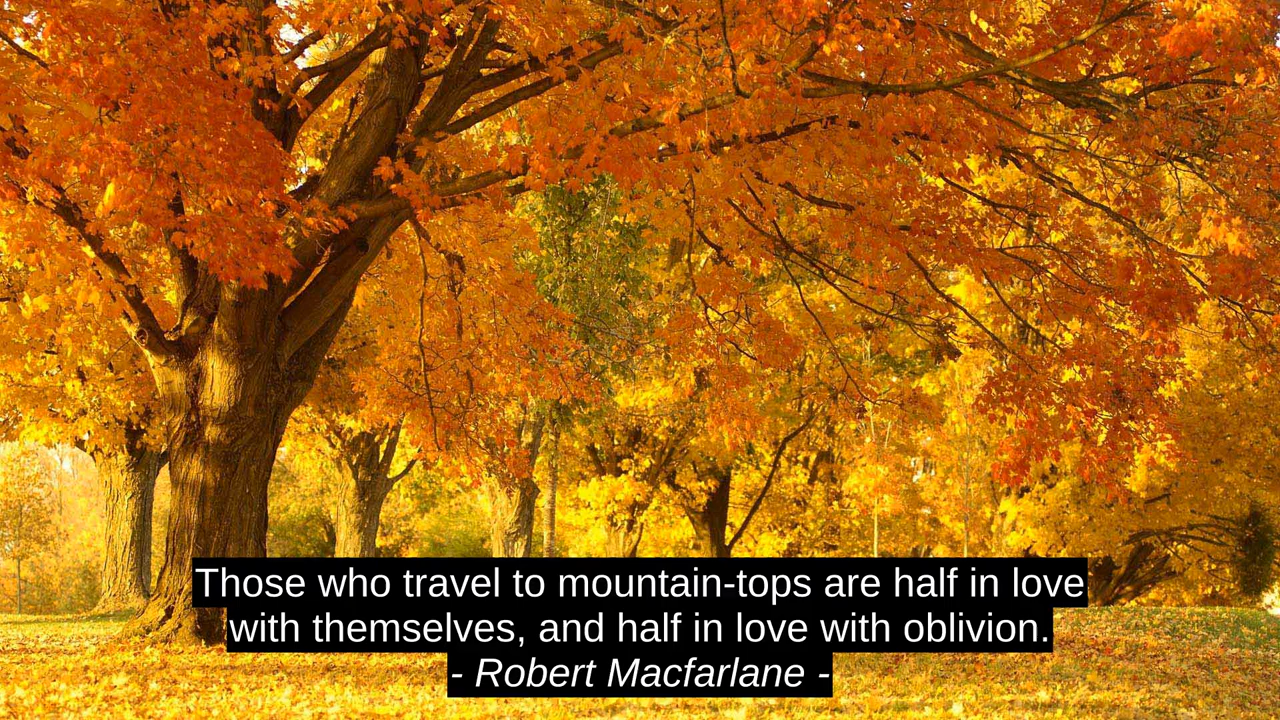 Those who travel to mountain-tops are half in love
with themselves, and half in love with oblivion.
- Robert Macfarlane -